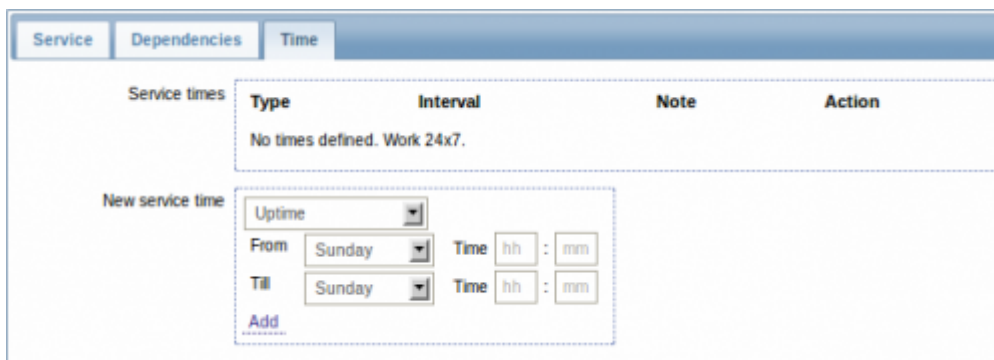 Service Dependencies Time
Service times
Type Interval Note Action
No times defined. Work 24x7.
New service time
Uptime
From Sunday Time hh : mm
Till Sunday Time hh : mm
Add